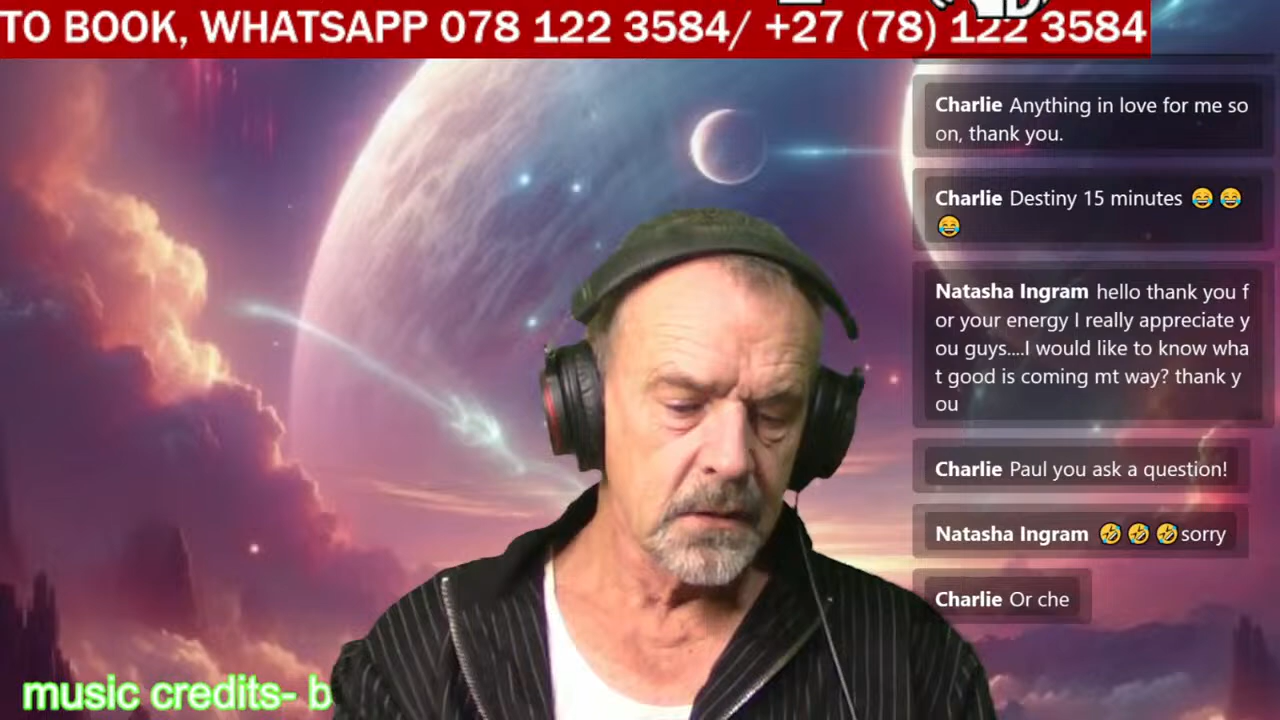 TO BOOK, WHATSAPP 078 122 3584/ +27 (78) 122 3584
Charlie Anything in love for me so
on, thank you.
Charlie Destiny 15 minutes 😂 😂
😂
Natasha Ingram hello thank you f
or your energy I really appreciate y
ou guys....I would like to know wha
t good is coming mt way? thank y
ou
Charlie Paul you ask a question!
Natasha Ingram 🤣 🤣 🤣sorry
Charlie Or che
music credits- b